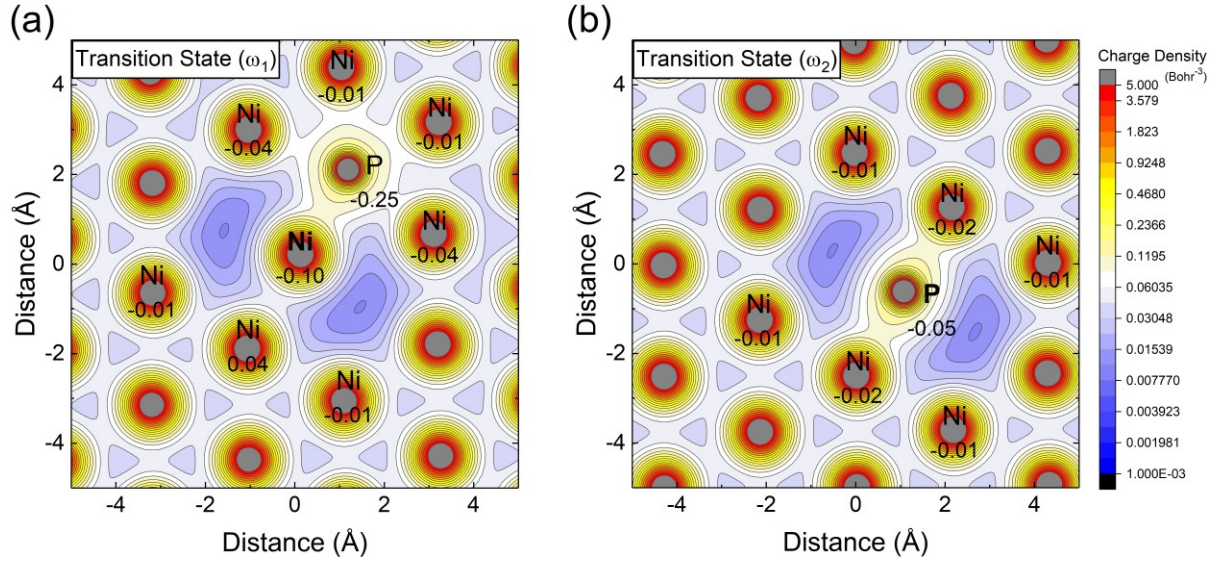 (a)
Transition State (ω₁)
Ni
-0.01
Ni
-0.04
Ni
-0.01
P
-0.25
Ni
-0.10
Ni
-0.04
Ni
-0.01
Ni
0.04
Ni
-0.01
4
2
0
-2
-4
Distance (Å)
-4
-2
0
2
4
Distance (Å)
(b)
Transition State (ω₂)
Ni
-0.01
Ni
-0.02
Ni
-0.01
P
-0.05
Ni
-0.01
Ni
-0.02
Ni
-0.01
4
2
0
-2
-4
Distance (Å)
-4
-2
0
2
4
Distance (Å)
Charge Density
(Bohr⁻³)
5.000
3.579
1.823
0.9248
0.4680
0.2366
0.1195
0.06035
0.03048
0.01539
0.007770
0.003923
0.001981
1.000E-03